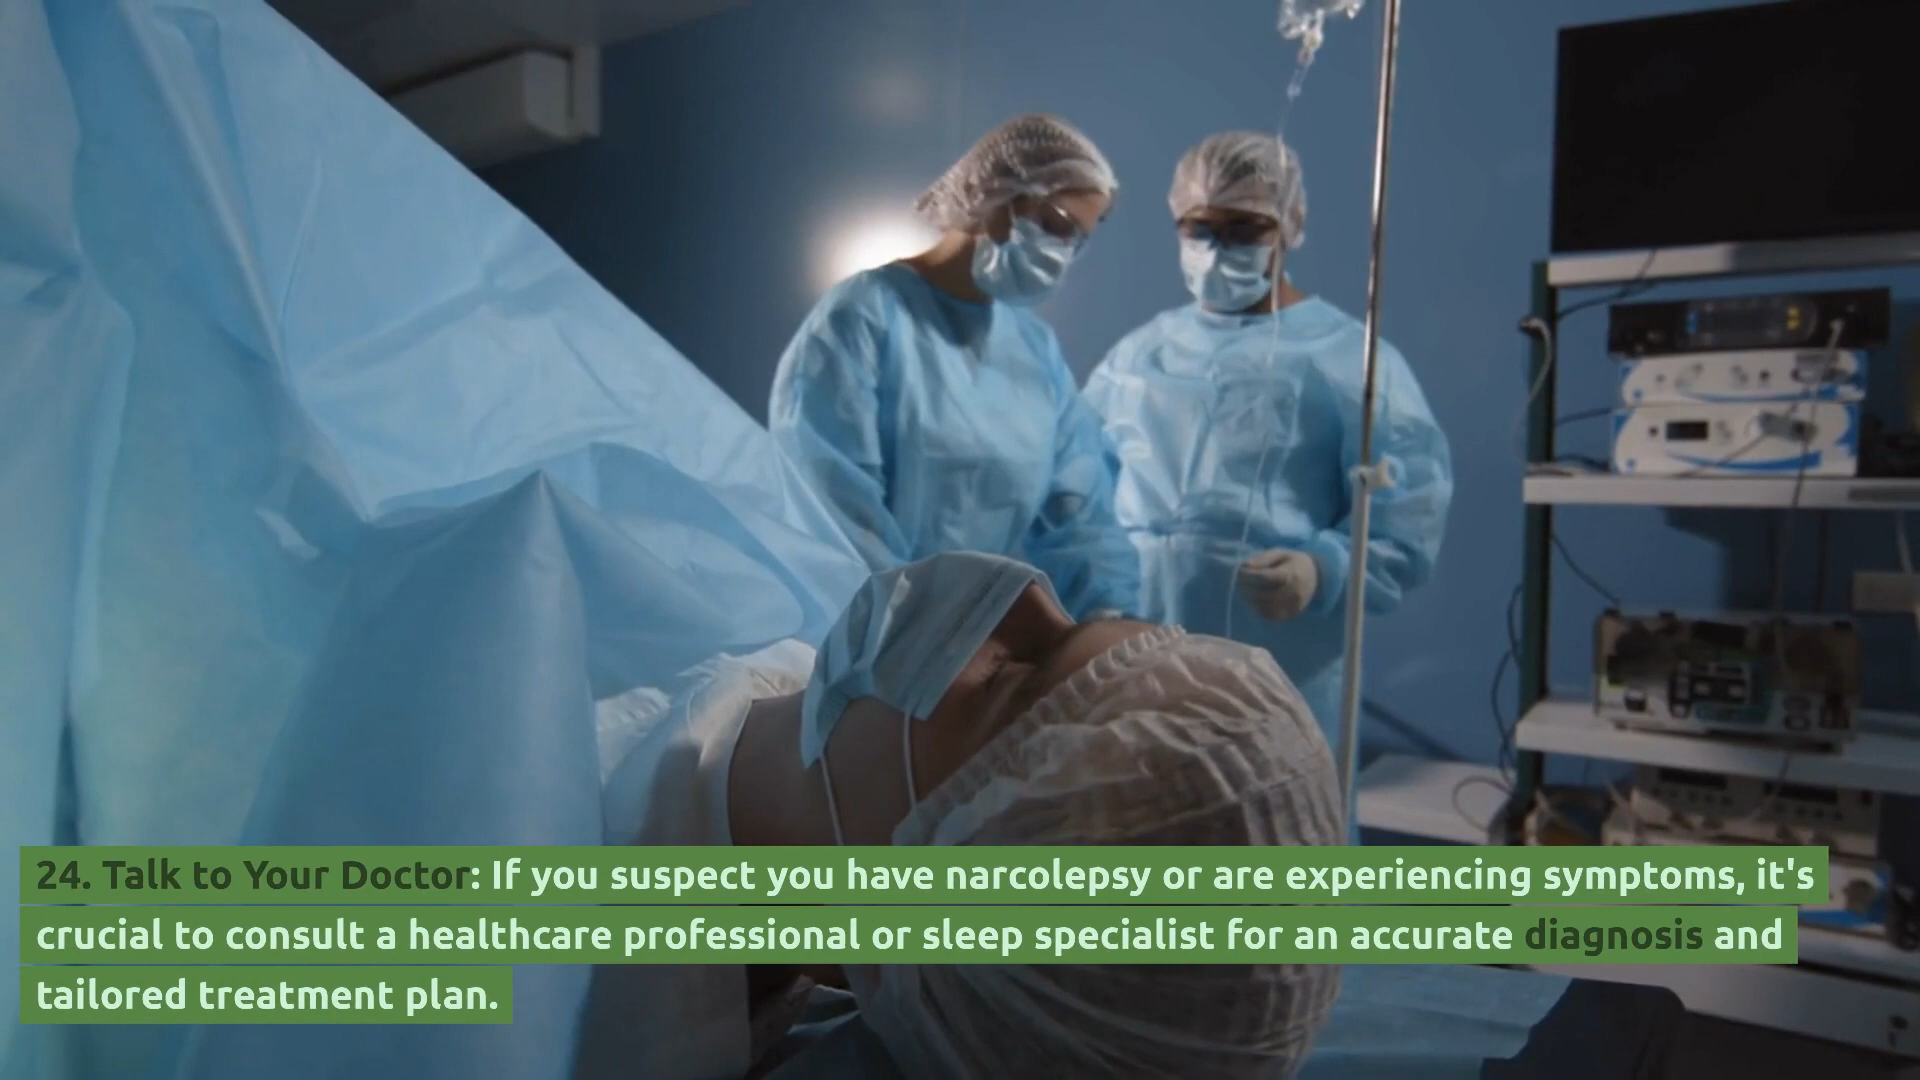 24. Talk to Your Doctor: If you suspect you have narcolepsy or are experiencing symptoms, it's
crucial to consult a healthcare professional or sleep specialist for an accurate diagnosis and
tailored treatment plan.